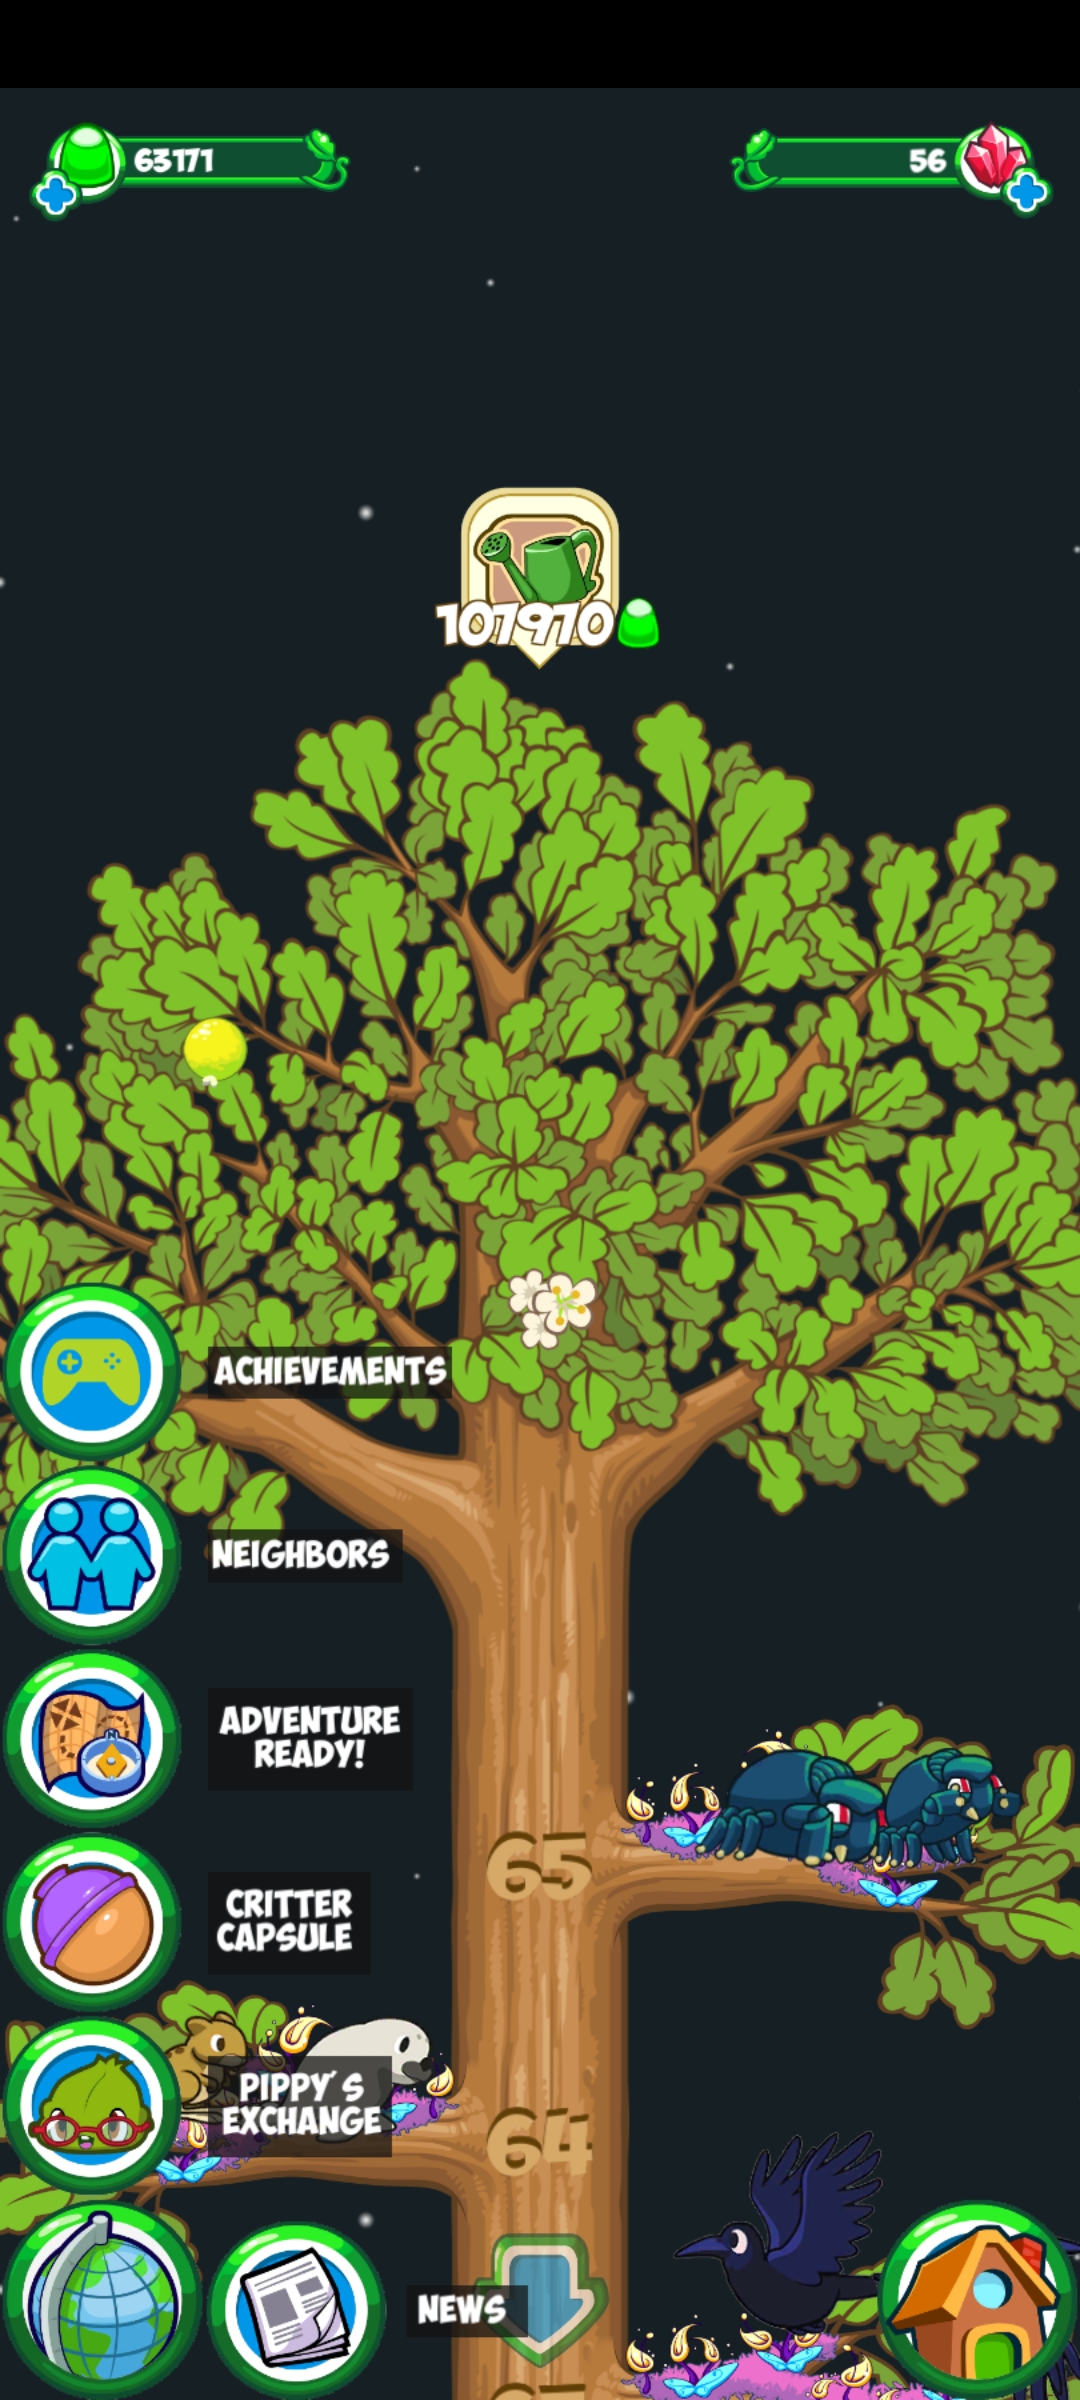 63171
56
107970
ACHIEVEMENTS
NEIGHBORS
ADVENTURE
READY!
65
CRITTER
CAPSULE
PIPPY'S
EXCHANGE
64
NEWS